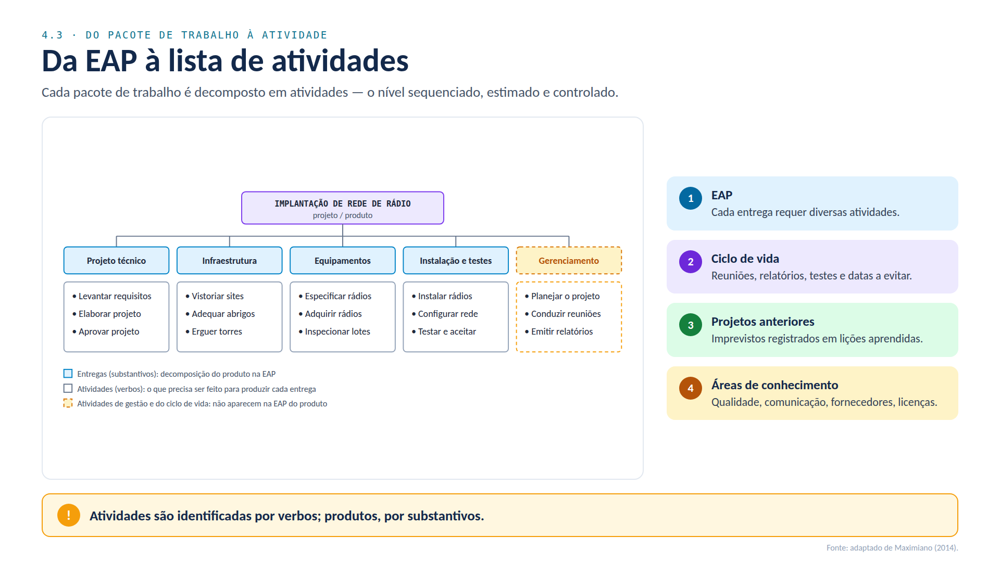 4.3 · DO PACOTE DE TRABALHO À ATIVIDADE
Da EAP à lista de atividades
Cada pacote de trabalho é decomposto em atividades — o nível sequenciado, estimado e controlado.
IMPLANTAÇÃO DE REDE DE RÁDIO
projeto / produto
Projeto técnico
• Levantar requisitos
• Elaborar projeto
• Aprovar projeto
Infraestrutura
• Vistoriar sites
• Adequar abrigos
• Erguer torres
Equipamentos
• Especificar rádios
• Adquirir rádios
• Inspecionar lotes
Instalação e testes
• Instalar rádios
• Configurar rede
• Testar e aceitar
Gerenciamento
• Planejar o projeto
• Conduzir reuniões
• Emitir relatórios
Entregas (substantivos): decomposição do produto na EAP
Atividades (verbos): o que precisa ser feito para produzir cada entrega
Atividades de gestão e do ciclo de vida: não aparecem na EAP do produto
1
EAP
Cada entrega requer diversas atividades.
2
Ciclo de vida
Reuniões, relatórios, testes e datas a evitar.
3
Projetos anteriores
Imprevistos registrados em lições aprendidas.
4
Áreas de conhecimento
Qualidade, comunicação, fornecedores, licenças.
! Atividades são identificadas por verbos; produtos, por substantivos.
Fonte: adaptado de Maximiano (2014).